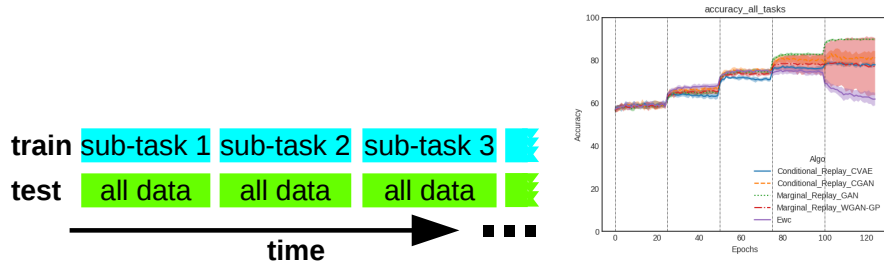 train sub-task 1 sub-task 2 sub-task 3
test all data all data all data
time
accuracy_all_tasks
Accuracy
100
80
60
40
20
0
0 20 40 60 80 100 120
Epochs
Algo
Conditional_Replay_CVAE
Conditional_Replay_CGAN
Marginal_Replay_GAN
Marginal_Replay_WGAN-GP
Ewc